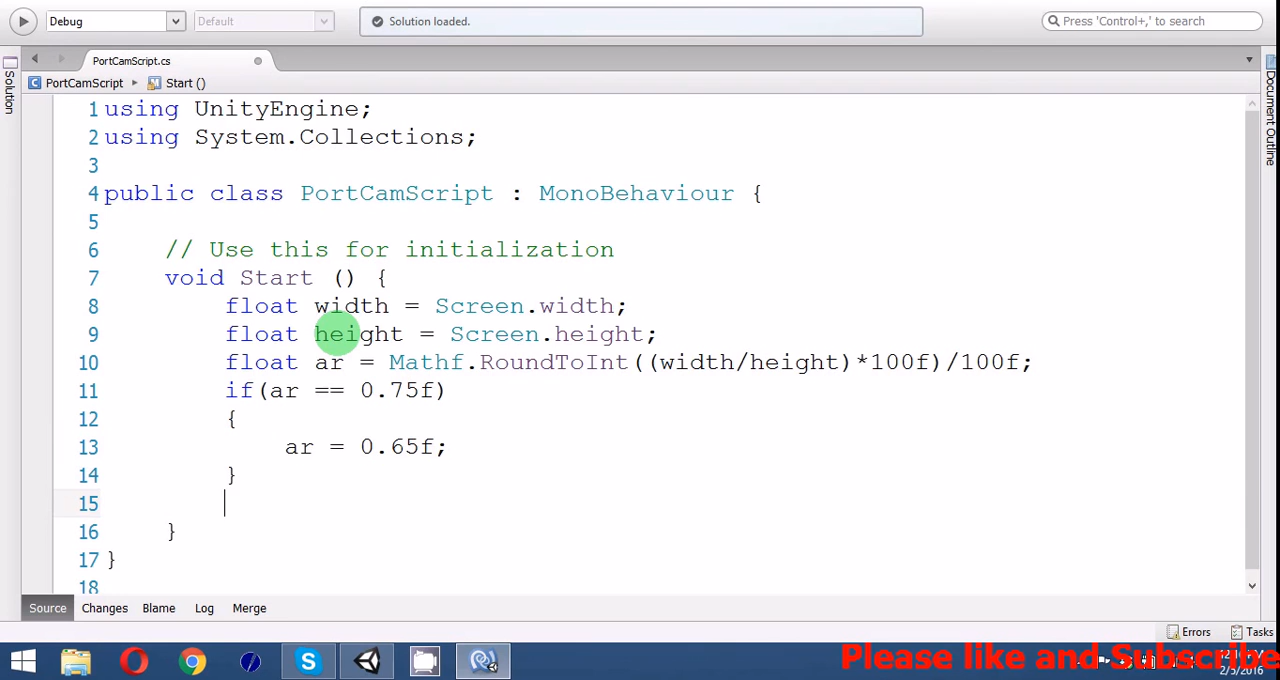 Debug
Default
Solution loaded.
Press 'Control+,' to search
PortCamScript.cs
Solution
Document Outline
PortCamScript
Start ()
1 using UnityEngine;
2 using System.Collections;
3
4 public class PortCamScript : MonoBehaviour {
5
6 // Use this for initialization
7 void Start () {
8 float width = Screen.width;
9 float height = Screen.height;
10 float ar = Mathf.RoundToInt((width/height)*100f)/100f;
11 if(ar == 0.75f)
12 {
13 ar = 0.65f;
14 }
15
16 }
17 }
18
Source Changes Blame Log Merge
Errors Tasks
Please like and Subscribe
2/5/2016